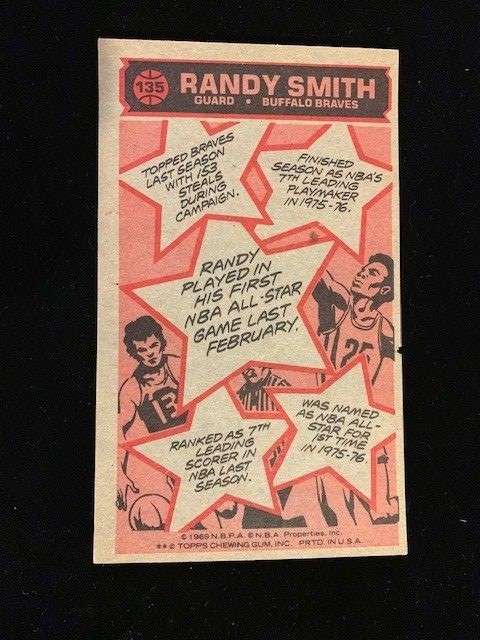 135
RANDY SMITH
GUARD • BUFFALO BRAVES
TOPPED BRAVES
LAST SEASON
WITH 153
STEALS
DURING
CAMPAIGN.
FINISHED
SEASON AS NBA'S
7TH LEADING
PLAYMAKER
IN 1975-76.
RANDY
PLAYED IN
HIS FIRST
NBA ALL-STAR
GAME LAST
FEBRUARY.
13
25
RANKED AS 7TH
LEADING
SCORER IN
NBA LAST
SEASON.
WAS NAMED
AS NBA ALL-
STAR FOR
1ST TIME
IN 1975-76.
© 1969 N.B.P.A. © N.B.A. Properties, Inc.
** © TOPPS CHEWING GUM, INC. PRTD. IN U.S.A.